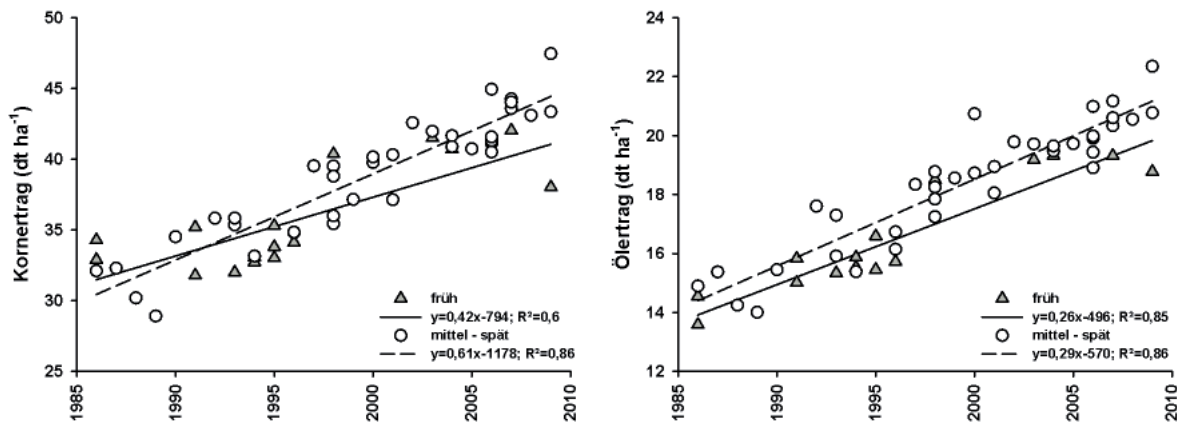 Kornertrag (dt ha⁻¹)
50
45
40
35
30
25
1985
1990
1995
2000
2005
2010
früh
y=0,42x-794; R²=0,6
mittel - spät
y=0,61x-1178; R²=0,86
Ölertrag (dt ha⁻¹)
24
22
20
18
16
14
12
1985
1990
1995
2000
2005
2010
früh
y=0,26x-496; R²=0,85
mittel - spät
y=0,29x-570; R²=0,86